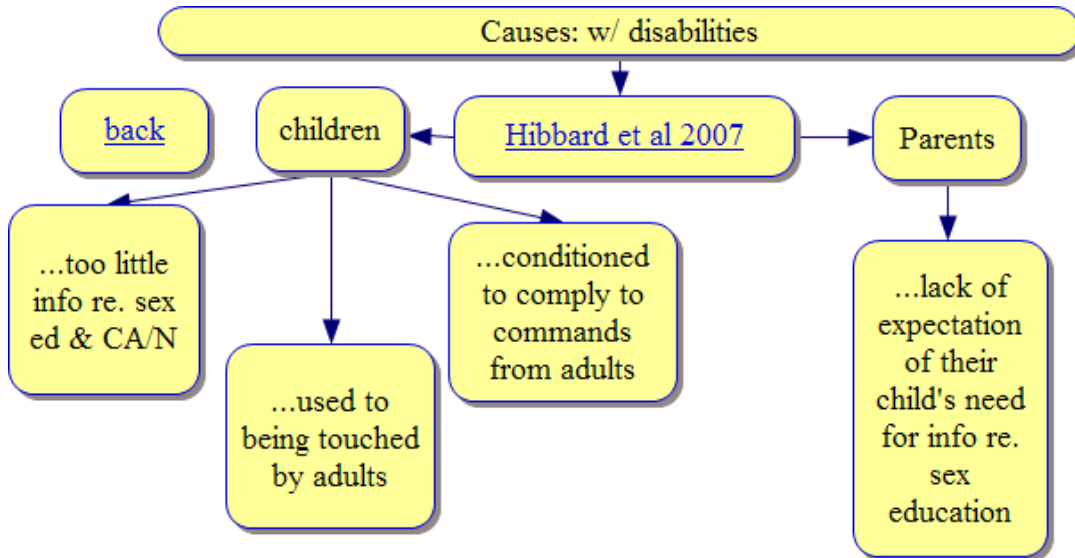 Causes: w/ disabilities
back
children
Hibbard et al 2007
Parents
...too little
info re. sex
ed & CA/N
...used to
being touched
by adults
...conditioned
to comply to
commands
from adults
...lack of
expectation
of their
child's need
for info re.
sex
education